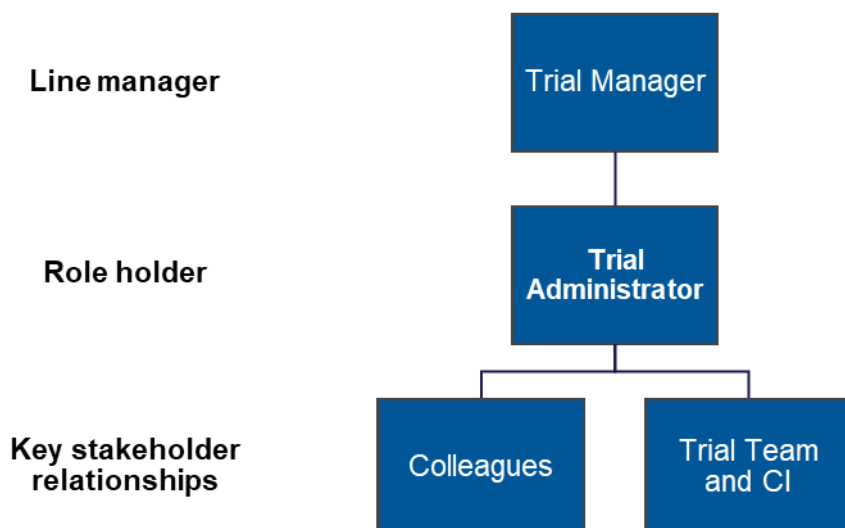 Line manager
Trial Manager
Role holder
Trial
Administrator
Key stakeholder
relationships
Colleagues
Trial Team
and CI